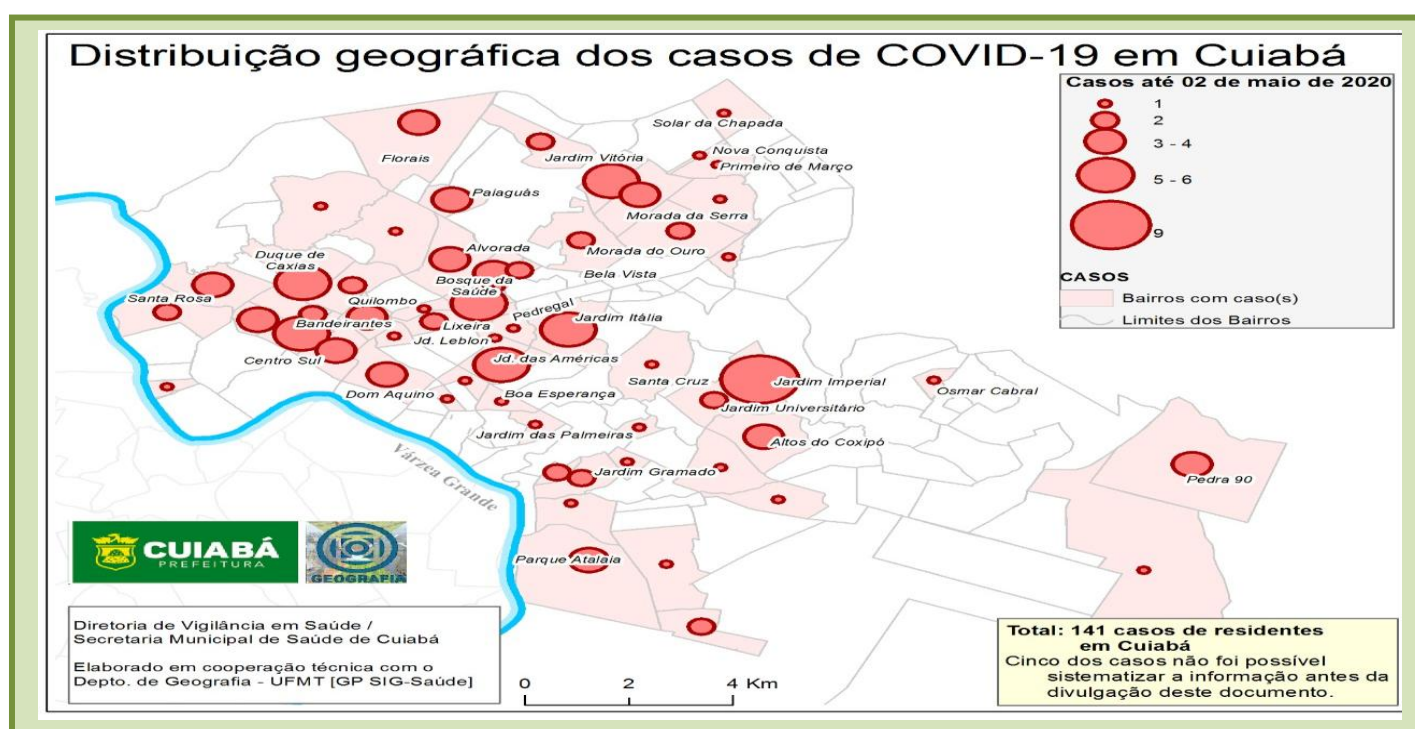 Distribuição geográfica dos casos de COVID-19 em Cuiabá
Casos até 02 de maio de 2020
1
2
3 - 4
5 - 6
9
CASOS
Bairros com caso(s)
Limites dos Bairros
Solar da Chapada
Florais
Jardim Vitória
Nova Conquista
Primeiro de Março
Paiaguás
Morada da Serra
Alvorada
Morada do Ouro
Duque de
Caxias
Bela Vista
Bosque da
Saúde
Santa Rosa
Quilombo
Pedregal
Bandeirantes
Lixeira
Jardim Itália
Jd. Leblon
Centro Sul
Jd. das Américas
Santa Cruz
Jardim Imperial
Osmar Cabral
Dom Aquino
Boa Esperança
Jardim Universitário
Jardim das Palmeiras
Altos do Coxipó
Várzea Grande
Jardim Gramado
Pedra 90
Parque Atalaia
CUIABÁ
PREFEITURA
GEOGRAFIA
Diretoria de Vigilância em Saúde /
Secretaria Municipal de Saúde de Cuiabá
Elaborado em cooperação técnica com o
Depto. de Geografia - UFMT [GP SIG-Saúde]
0 2 4 Km
Total: 141 casos de residentes
em Cuiabá
Cinco dos casos não foi possível
sistematizar a informação antes da
divulgação deste documento.